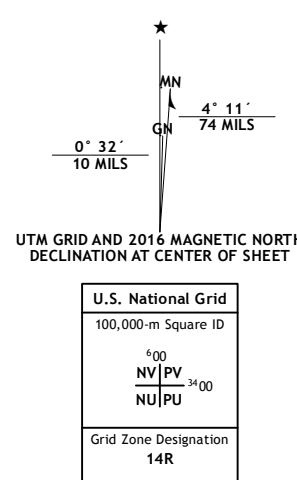 MN
GN
4° 11´
74 MILS
0° 32´
10 MILS
UTM GRID AND 2016 MAGNETIC NORTH
DECLINATION AT CENTER OF SHEET
U.S. National Grid
100,000-m Square ID
600
NV PV
3400
NU PU
Grid Zone Designation
14R